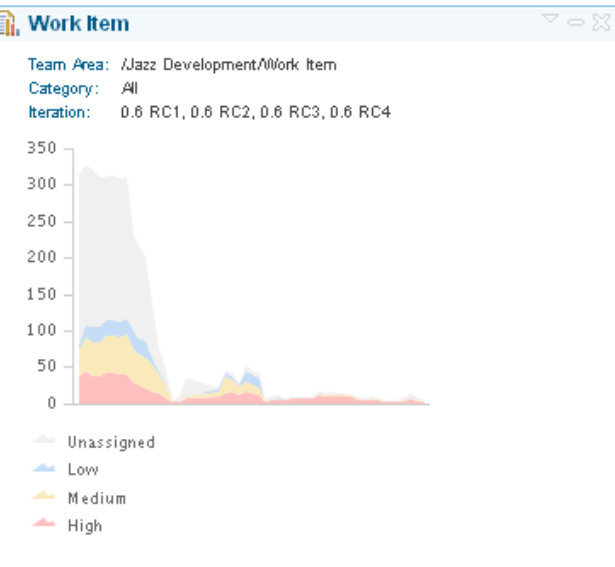 Work Item
Team Area: /Jazz Development/Work Item
Category: All
Iteration: 0.6 RC1, 0.6 RC2, 0.6 RC3, 0.6 RC4
350
300
250
200
150
100
50
0
Unassigned
Low
Medium
High